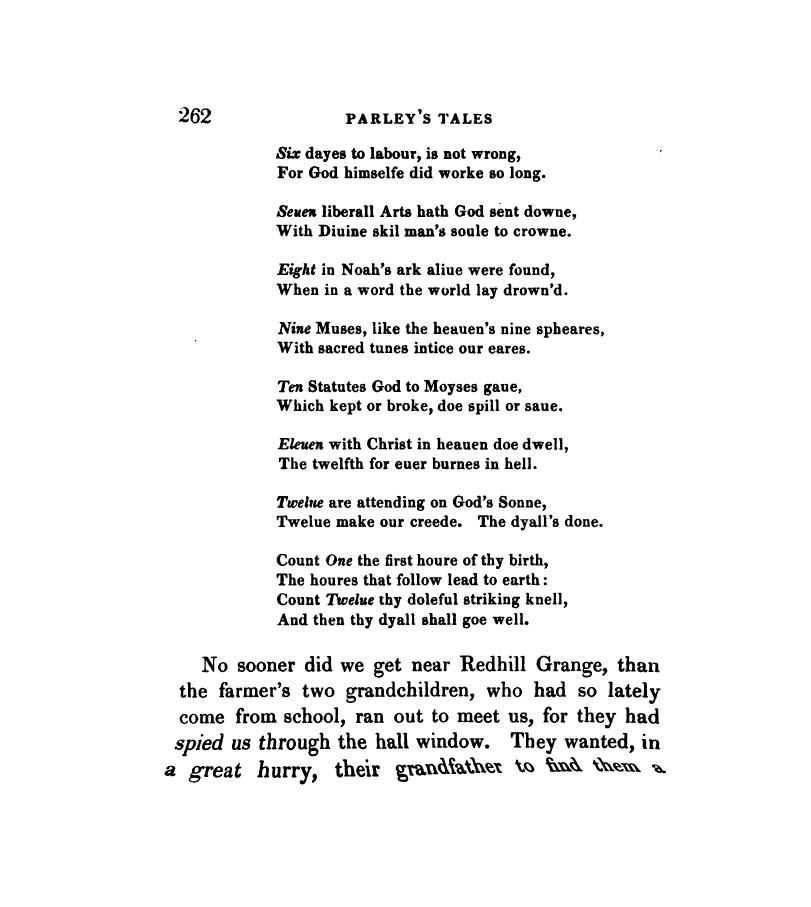 262 PARLEY'S TALES
Six dayes to labour, is not wrong,
For God himselfe did worke so long.
Seuen liberall Arts hath God sent downe,
With Diuine skil man's soule to crowne.
Eight in Noah's ark aliue were found,
When in a word the world lay drown'd.
Nine Muses, like the heauen's nine spheares,
With sacred tunes intice our eares.
Ten Statutes God to Moyses gaue,
Which kept or broke, doe spill or saue.
Eleuen with Christ in heauen doe dwell,
The twelfth for euer burnes in hell.
Twelue are attending on God's Sonne,
Twelue make our creede. The dyall's done.
Count One the first houre of thy birth,
The houres that follow lead to earth:
Count Twelue thy doleful striking knell,
And then thy dyall shall goe well.
No sooner did we get near Redhill Grange, than
the farmer's two grandchildren, who had so lately
come from school, ran out to meet us, for they had
spied us through the hall window. They wanted, in
a great hurry, their grandfather to find them a